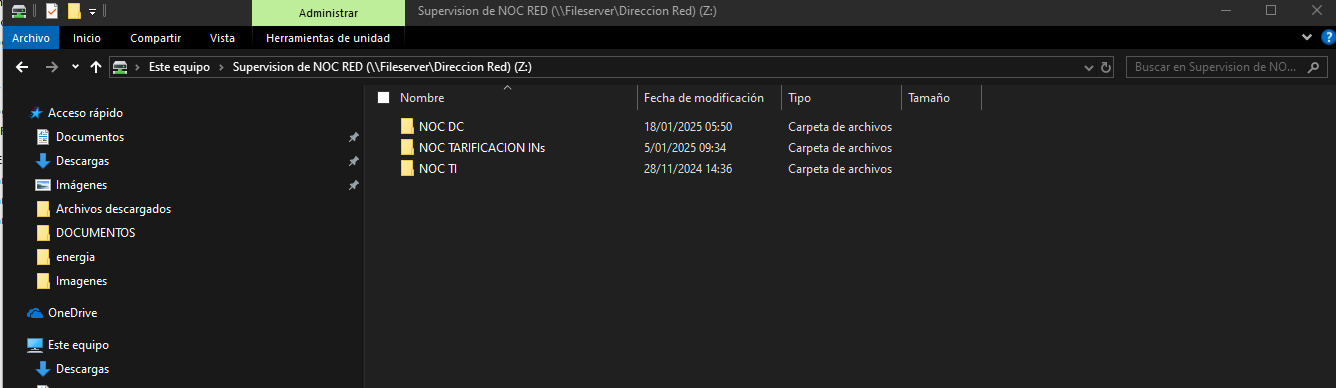 Administrar
Supervision de NOC RED (\\Fileserver\Direccion Red) (Z:)
Archivo Inicio Compartir Vista Herramientas de unidad
Este equipo Supervision de NOC RED (\\Fileserver\Direccion Red) (Z:)
Buscar en Supervision de NO...
Nombre Fecha de modificación Tipo Tamaño
NOC DC 18/01/2025 05:50 Carpeta de archivos
NOC TARIFICACION INs 5/01/2025 09:34 Carpeta de archivos
NOC TI 28/11/2024 14:36 Carpeta de archivos
Acceso rápido
Documentos
Descargas
Imágenes
Archivos descargados
DOCUMENTOS
energia
Imagenes
OneDrive
Este equipo
Descargas